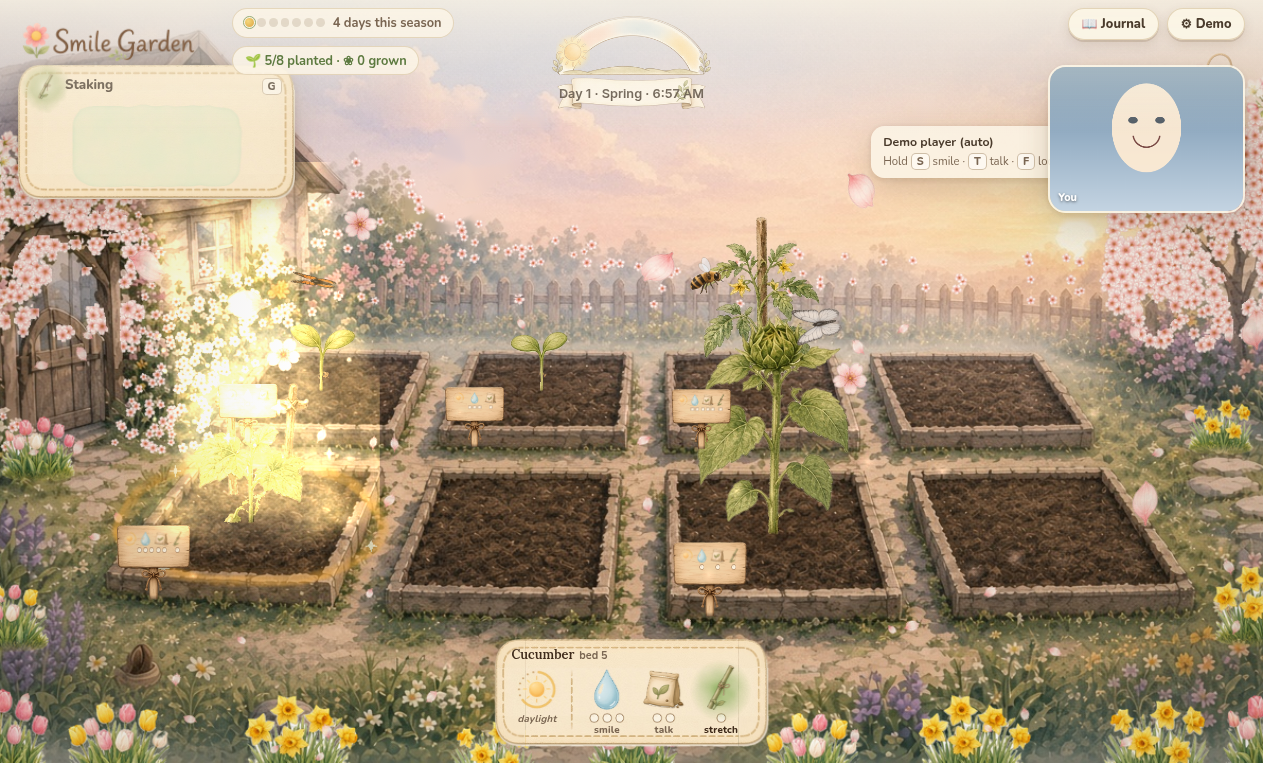 Smile Garden
4 days this season
5/8 planted · 0 grown
Staking
G
Day 1 · Spring · 6:57 AM
Journal
Demo
Demo player (auto)
Hold S smile · T talk · F lo
You
Cucumber bed 5
daylight
smile
talk
stretch